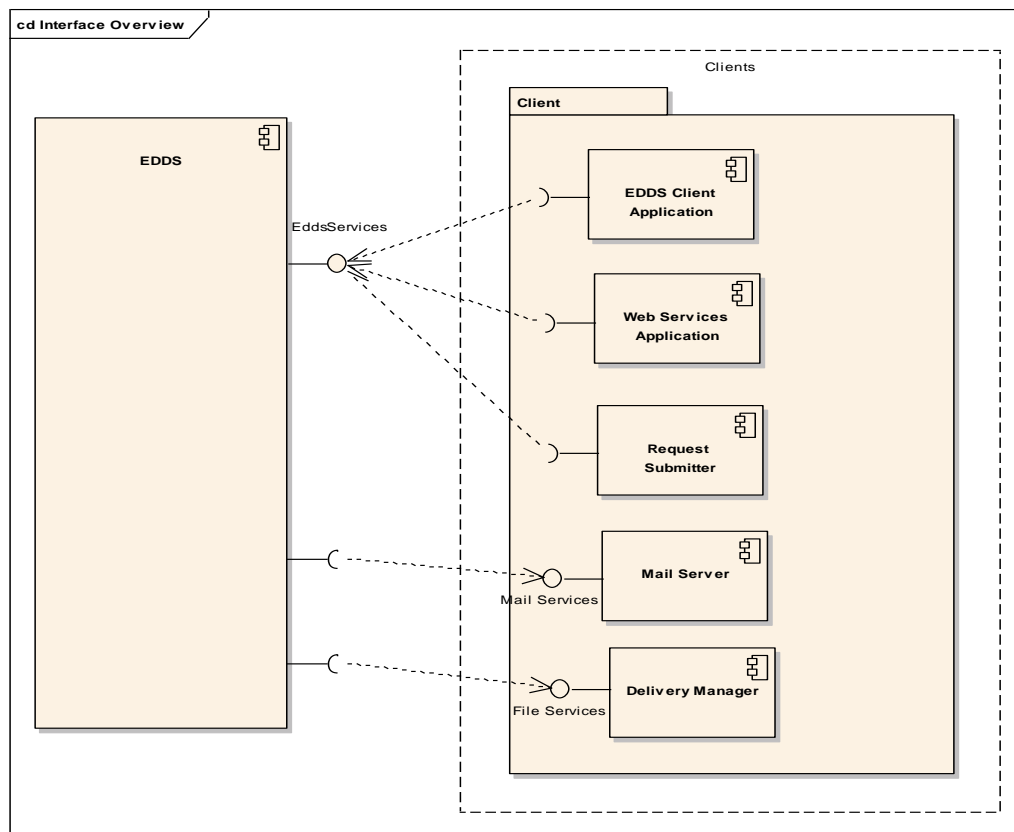 cd Interface Overview
Clients
Client
EDDS
EDDS Client
Application
EddsServices
Web Services
Application
Request
Submitter
Mail Server
Mail Services
Delivery Manager
File Services